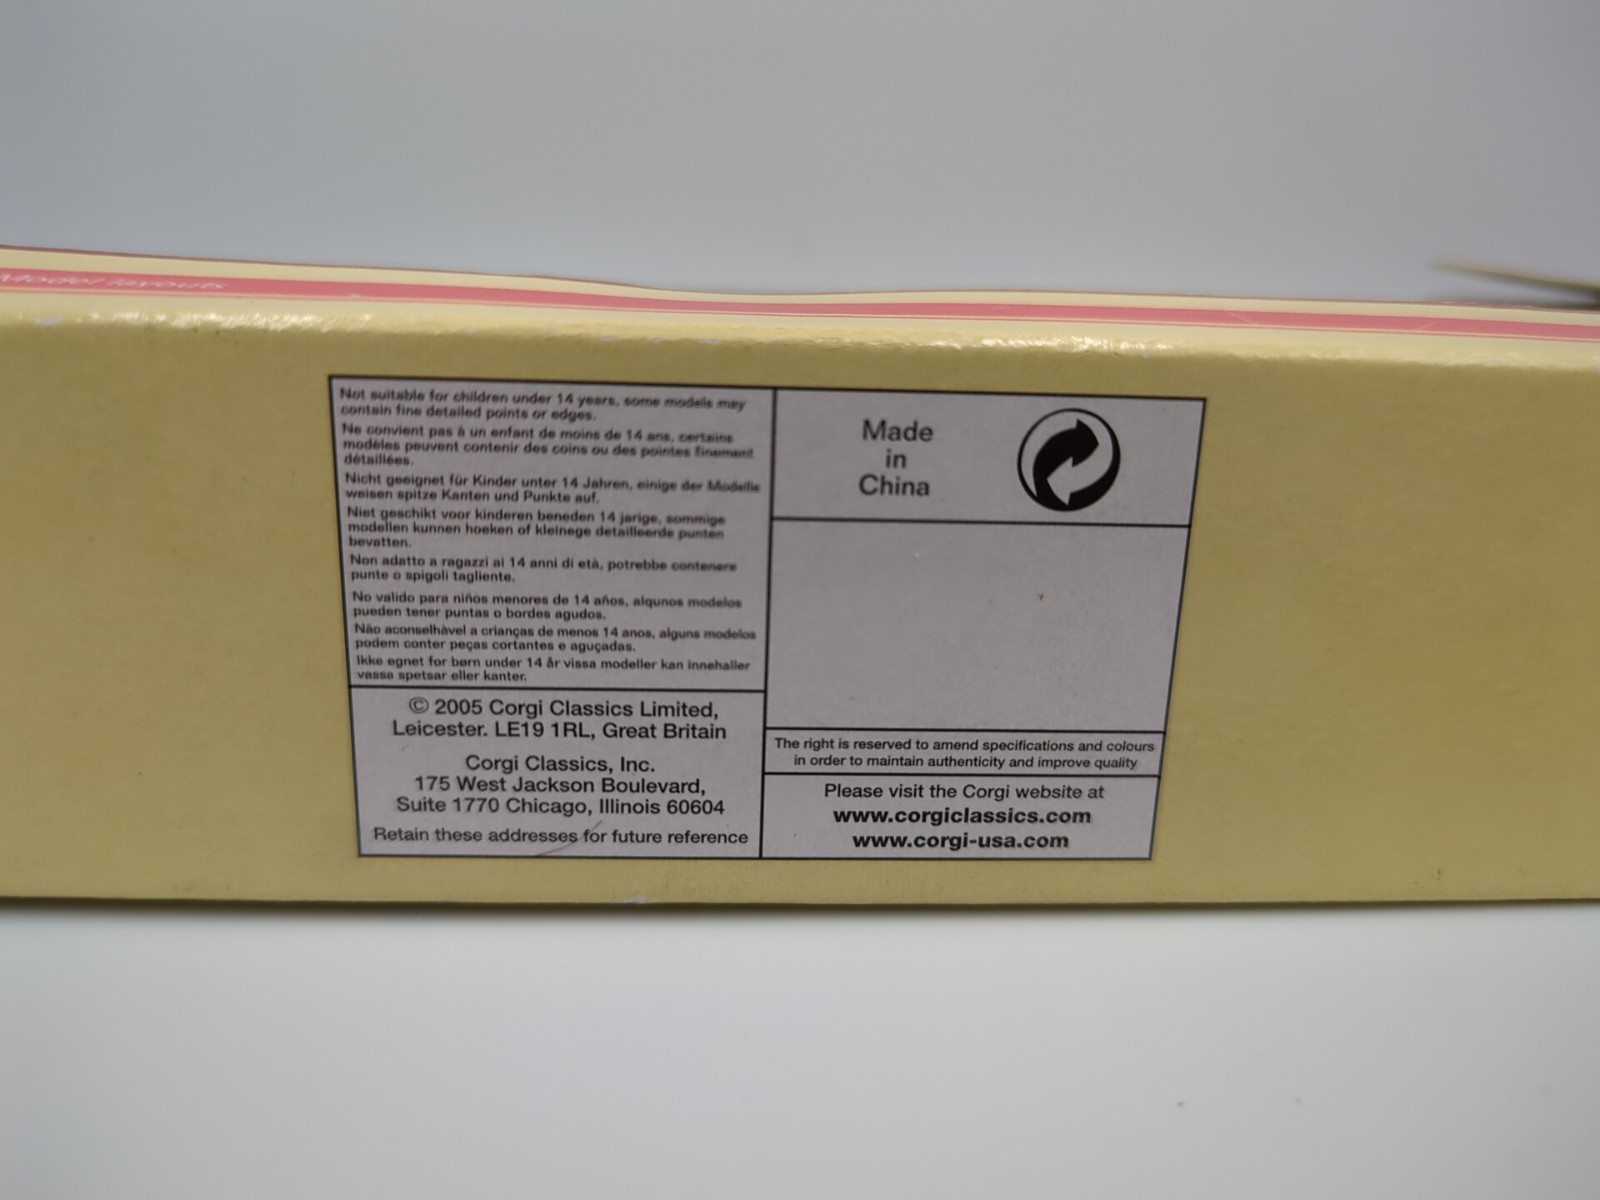 Model layouts
Not suitable for children under 14 years, some models may
contain fine detailed points or edges.
Ne convient pas à un enfant de moins de 14 ans, certains
modèles peuvent contenir des coins ou des pointes finement
détaillées.
Nicht geeignet für Kinder unter 14 Jahren, einige der Modelle
weisen spitze Kanten und Punkte auf.
Niet geschikt voor kinderen beneden 14 jarige, sommige
modellen kunnen hoeken of kleinege detailleerde punten
bevatten.
Non adatto a ragazzi ai 14 anni di età, potrebbe contenere
punte o spigoli tagliente.
No valido para niños menores de 14 años, alqunos modelos
pueden tener puntas o bordes agudos.
Não aconselhàvel a crianças de menos 14 anos, alguns modelos
podem conter peças cortantes e aguçadas.
Ikke egnet for børn under 14 år vissa modeller kan innehaller
vassa spetsar eller kanter.
© 2005 Corgi Classics Limited,
Leicester. LE19 1RL, Great Britain
Corgi Classics, Inc.
175 West Jackson Boulevard,
Suite 1770 Chicago, Illinois 60604
Retain these addresses for future reference
Made
in
China
The right is reserved to amend specifications and colours
in order to maintain authenticity and improve quality
Please visit the Corgi website at
www.corgiclassics.com
www.corgi-usa.com